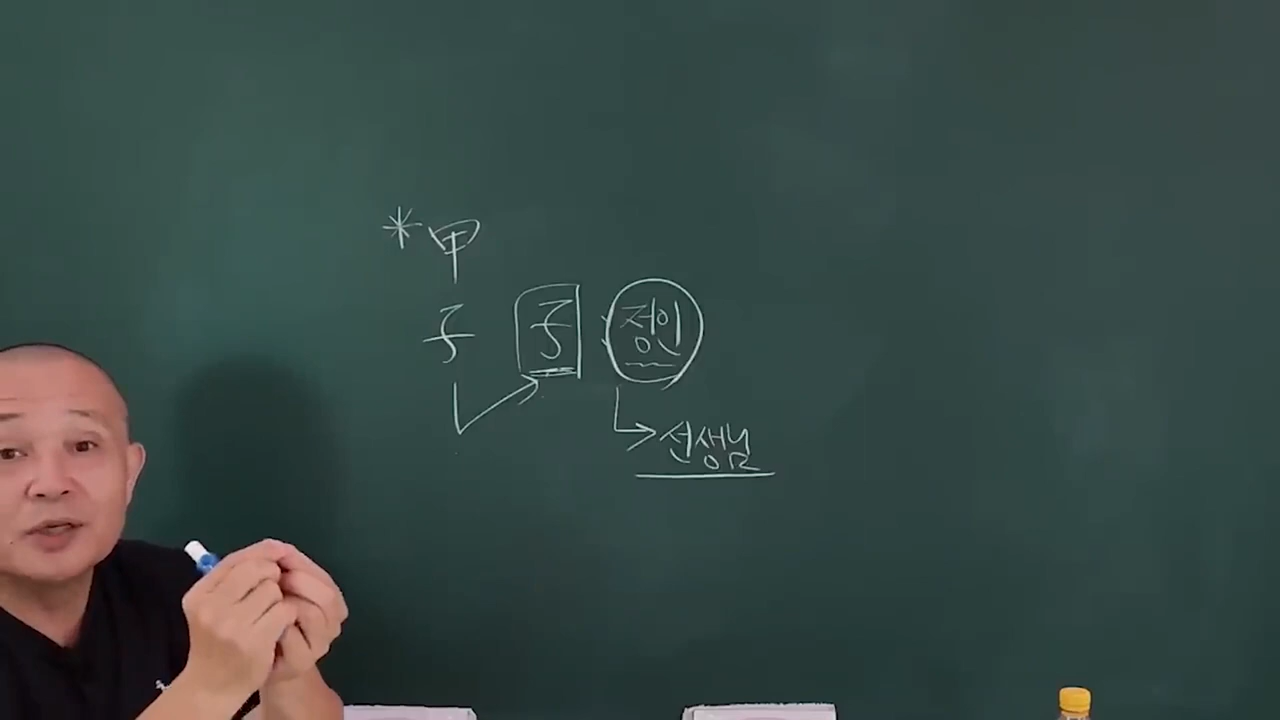 *甲
子 子 정인
선생님